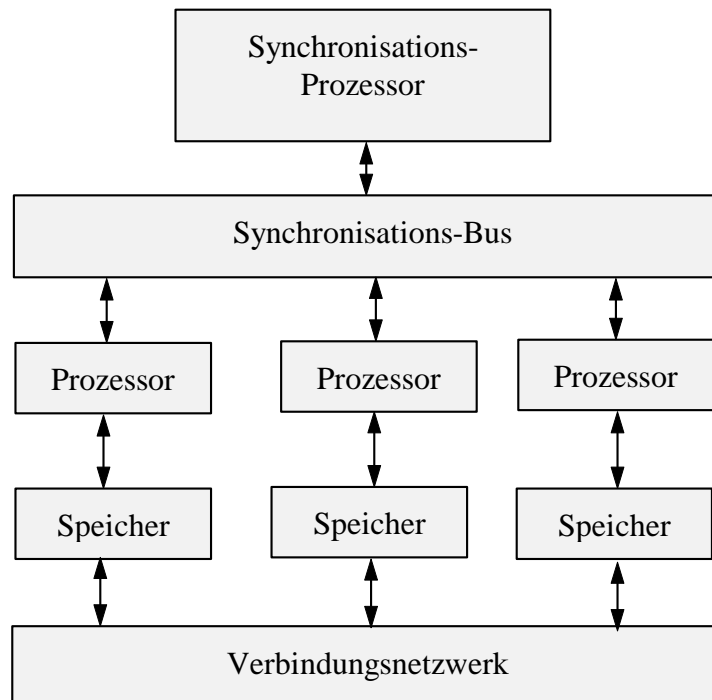 Synchronisations-
Prozessor
Synchronisations-Bus
Prozessor
Prozessor
Prozessor
Speicher
Speicher
Speicher
Verbindungsnetzwerk